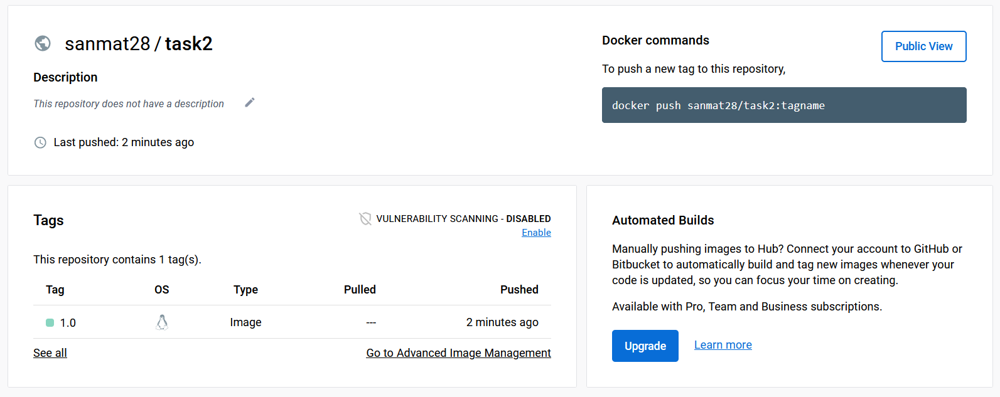 sanmat28 / task2
Description
This repository does not have a description
Last pushed: 2 minutes ago
Docker commands
Public View
To push a new tag to this repository,
docker push sanmat28/task2:tagname
Tags
VULNERABILITY SCANNING - DISABLED
Enable
This repository contains 1 tag(s).
Tag OS Type Pulled Pushed
1.0 Image --- 2 minutes ago
See all
Go to Advanced Image Management
Automated Builds
Manually pushing images to Hub? Connect your account to GitHub or
Bitbucket to automatically build and tag new images whenever your
code is updated, so you can focus your time on creating.
Available with Pro, Team and Business subscriptions.
Upgrade
Learn more